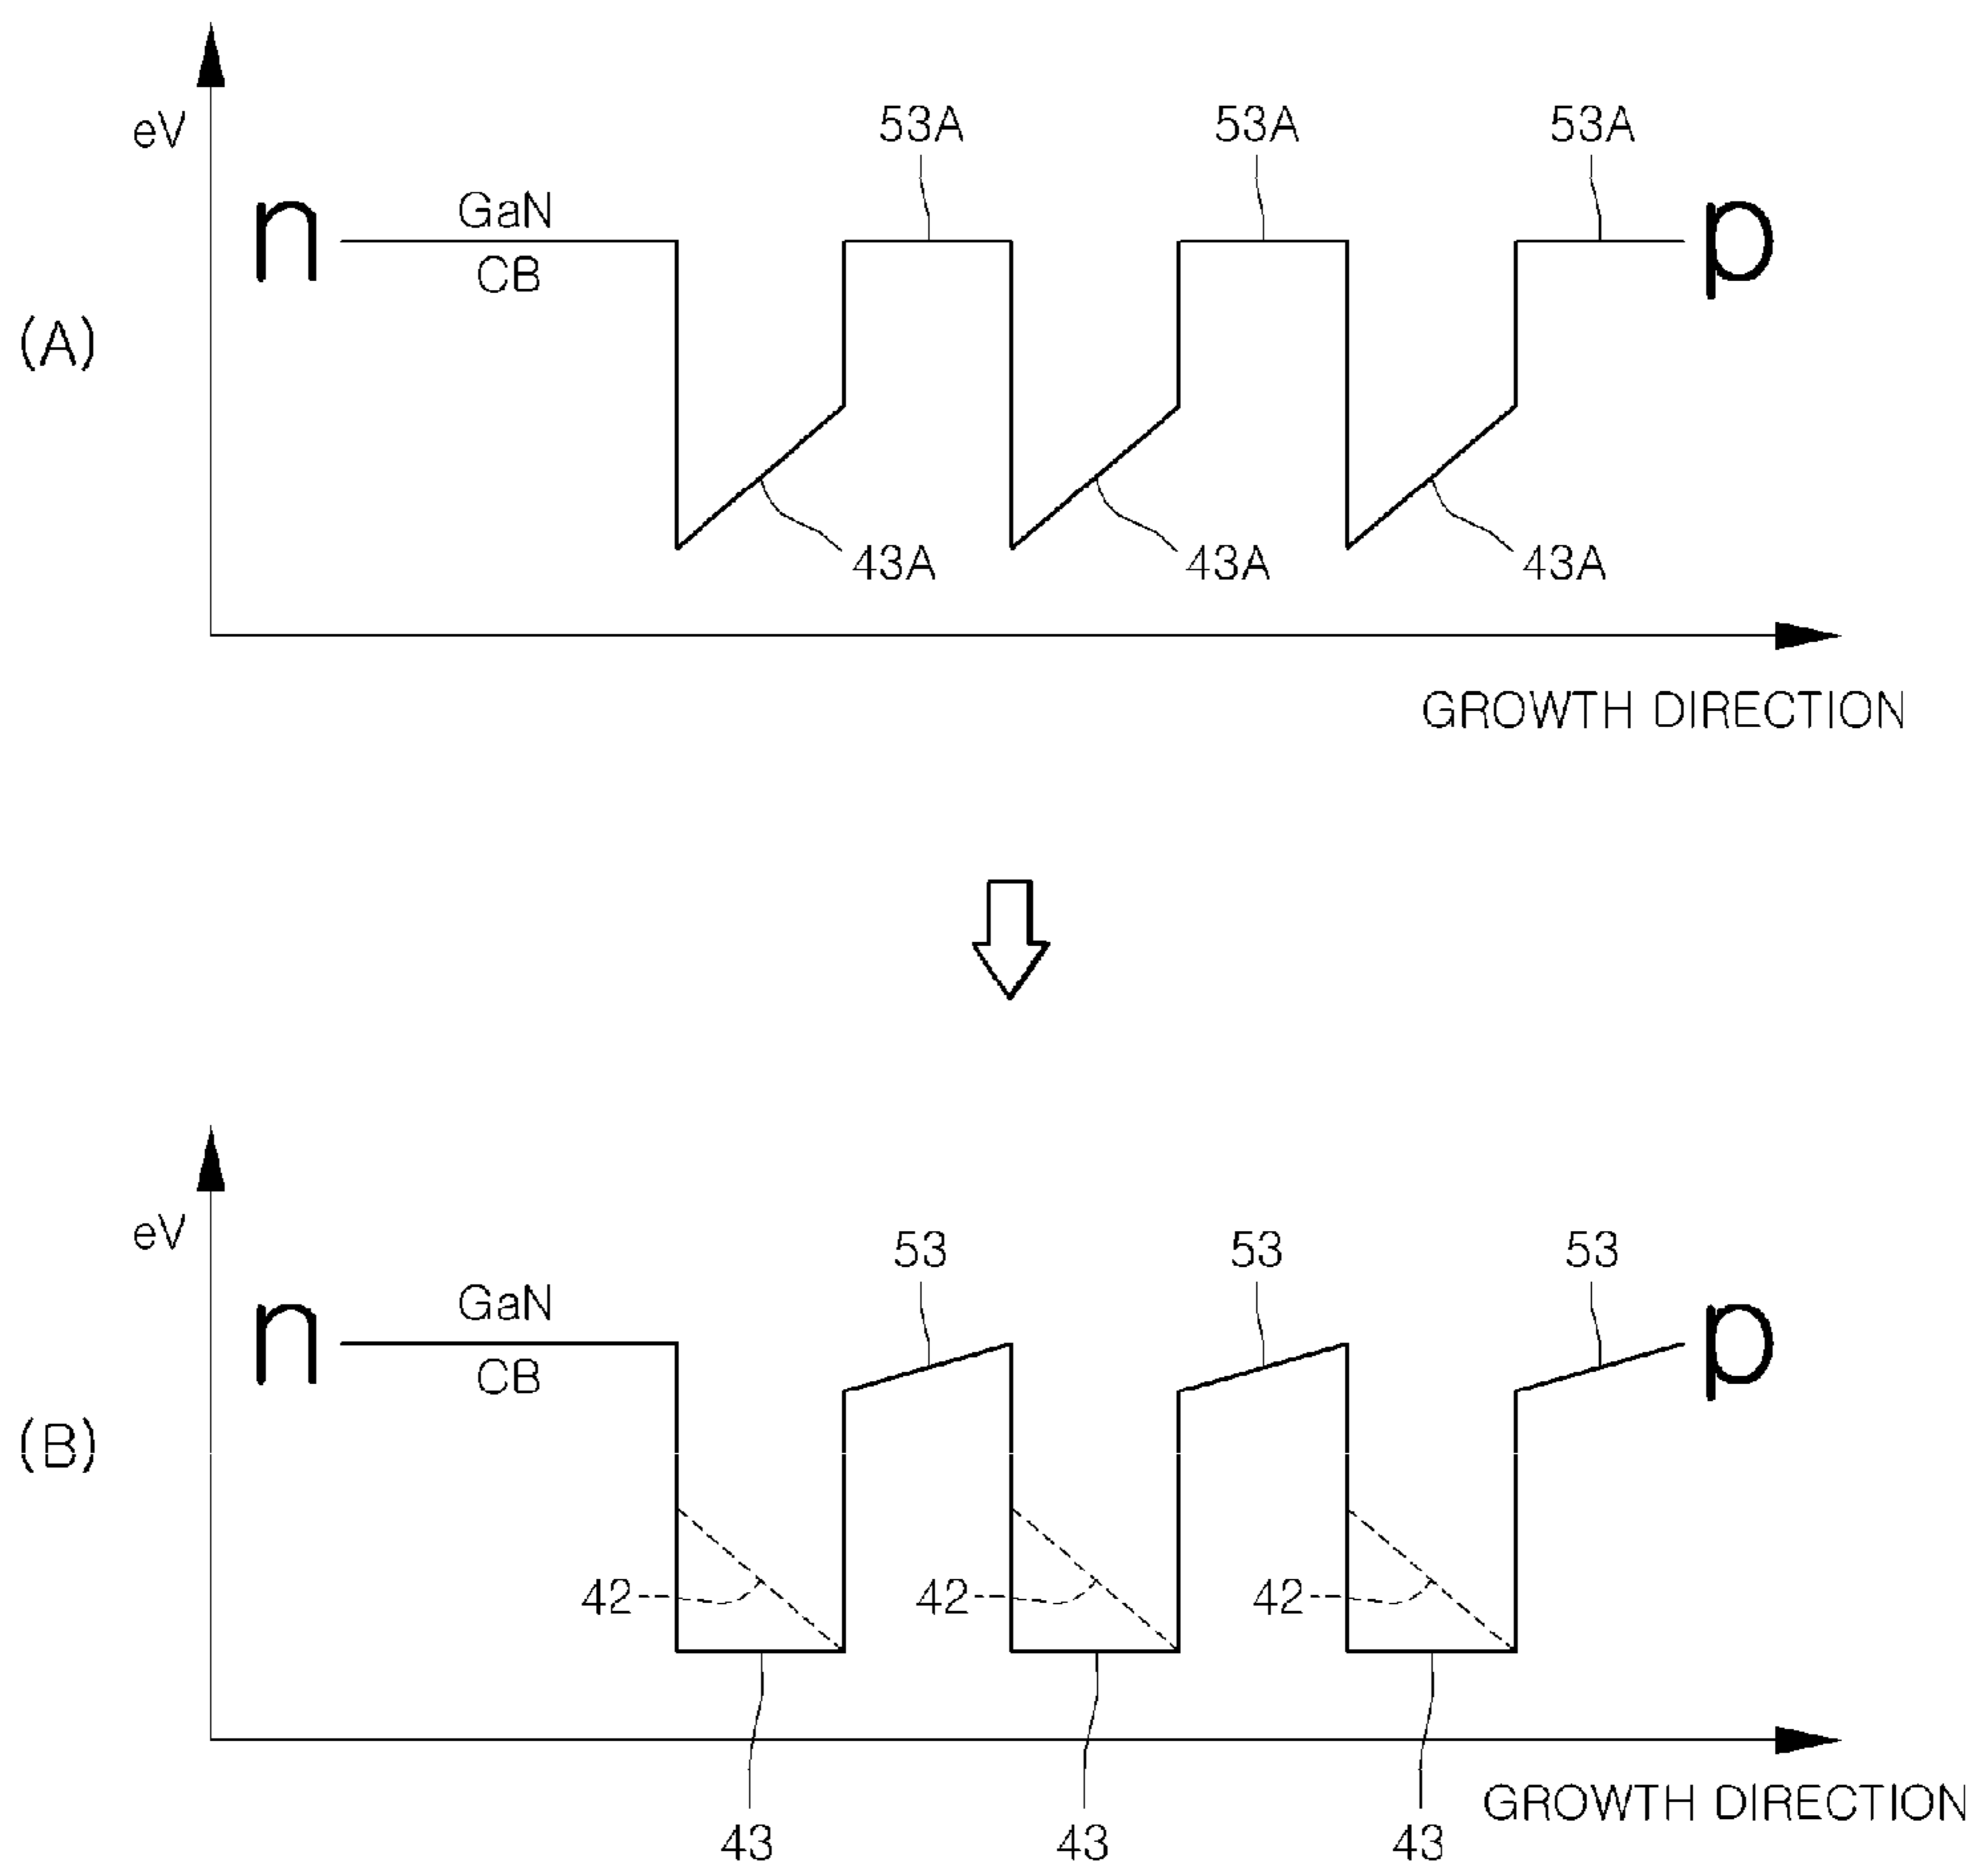 eV
53A 53A 53A
n GaN p
CB
(A)
43A 43A 43A
GROWTH DIRECTION
eV
53 53 53
n GaN p
CB
(B)
42 42 42
GROWTH DIRECTION
43 43 43